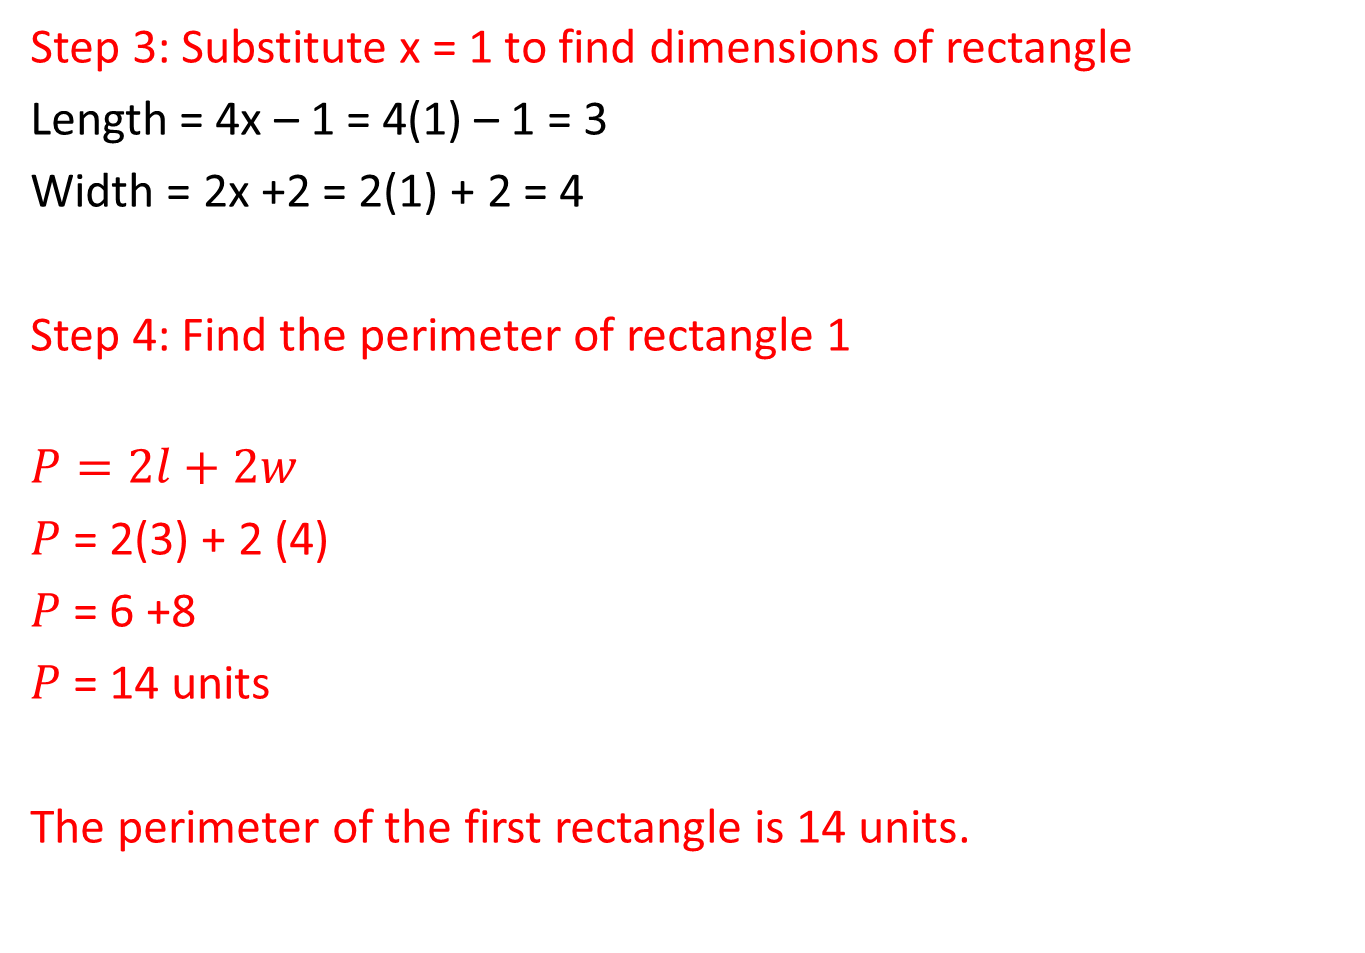 Step 3: Substitute x = 1 to find dimensions of rectangle
Length = 4x – 1 = 4(1) – 1 = 3
Width = 2x +2 = 2(1) + 2 = 4
Step 4: Find the perimeter of rectangle 1
P = 2l + 2w
P = 2(3) + 2 (4)
P = 6 +8
P = 14 units
The perimeter of the first rectangle is 14 units.